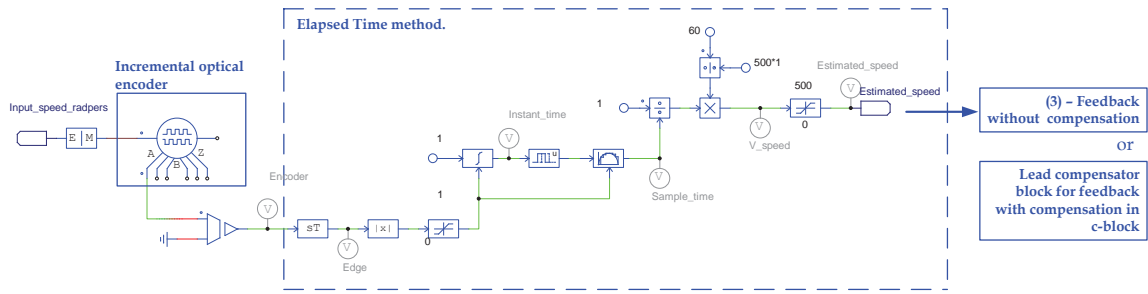 Elapsed Time method.
Incremental optical
encoder
Input_speed_radpers
E|M
A
B
Z
Encoder
sT
Edge
|x|
1
0
1
∫
Instant_time
u
Sample_time
1
÷
60
÷
500*1
×
V
V_speed
500
0
V
Estimated_speed
Estimated_speed
V
V
V
V
(3) – Feedback
without compensation
or
Lead compensator
block for feedback
with compensation in
c-block